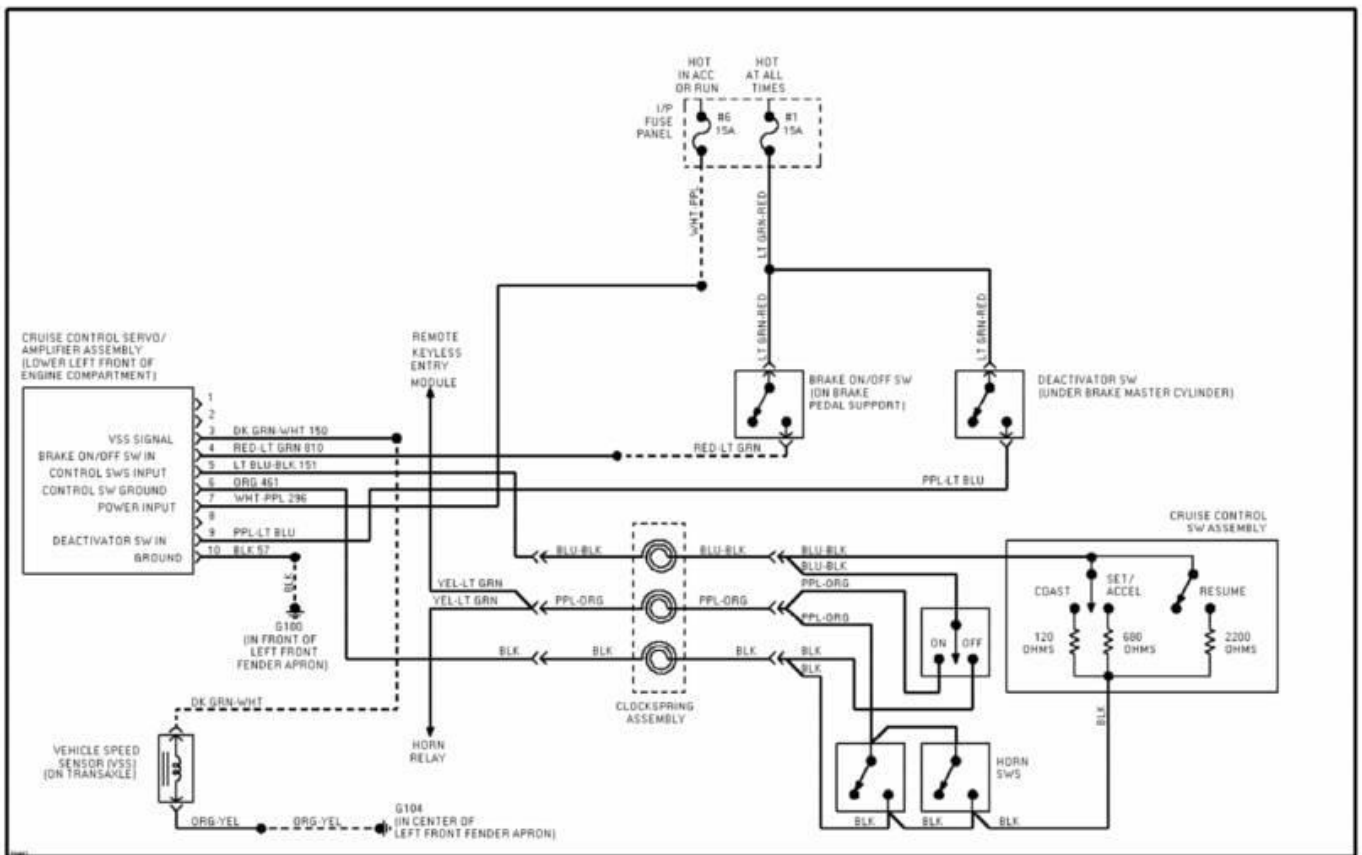 HOT
IN ACC
OR RUN
HOT
AT ALL
TIMES
I/P
FUSE
PANEL
#6
15A
#1
15A
WHT-PPL
LT GRN-RED
LT GRN-RED
LT GRN-RED
CRUISE CONTROL SERVO/
AMPLIFIER ASSEMBLY
(LOWER LEFT FRONT OF
ENGINE COMPARTMENT)
REMOTE
KEYLESS
ENTRY
MODULE
BRAKE ON/OFF SW
(ON BRAKE
PEDAL SUPPORT)
DEACTIVATOR SW
(UNDER BRAKE MASTER CYLINDER)
1
2
VSS SIGNAL
3
DK GRN-WHT 150
BRAKE ON/OFF SW IN
4
RED-LT GRN 810
RED-LT GRN
CONTROL SWS INPUT
5
LT BLU-BLK 151
CONTROL SW GROUND
6
ORG 461
PPL-LT BLU
POWER INPUT
7
WHT-PPL 296
8
DEACTIVATOR SW IN
9
PPL-LT BLU
GROUND
10
BLK 57
BLK
G100
(IN FRONT OF
LEFT FRONT
FENDER APRON)
CRUISE CONTROL
SW ASSEMBLY
BLU-BLK
BLU-BLK
BLU-BLK
BLU-BLK
YEL-LT GRN
YEL-LT GRN
PPL-ORG
PPL-ORG
PPL-ORG
PPL-ORG
COAST
SET/
ACCEL
RESUME
120
OHMS
680
OHMS
2200
OHMS
ON
OFF
BLK
BLK
BLK
BLK
BLK
BLK
CLOCKSPRING
ASSEMBLY
DK GRN-WHT
VEHICLE SPEED
SENSOR (VSS)
(ON TRANSAXLE)
HORN
RELAY
HORN
SWS
ORG-YEL
ORG-YEL
G104
(IN CENTER OF
LEFT FRONT FENDER APRON)
BLK
BLK
BLK